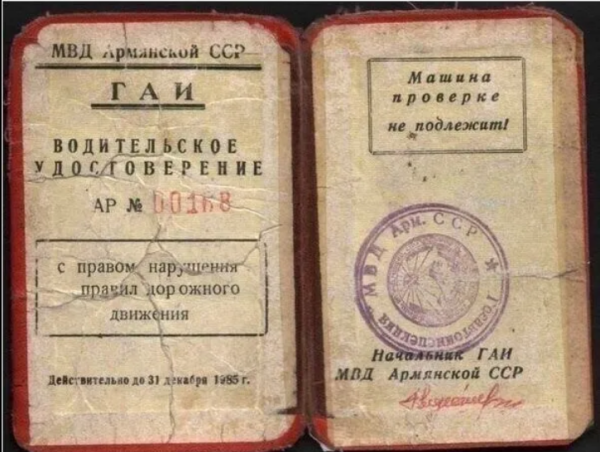 МВД Армянской ССР
ГАИ
ВОДИТЕЛЬСКОЕ
УДОСТОВЕРЕНИЕ
АР № 00168
с правом нарушения
правил дорожного
движения
Действительно до 31 декабря 1985 г.
Машина
проверке
не подлежит!
МВД Арм. ССР ★ Госавтоинспекция
Начальник ГАИ
МВД Армянской ССР